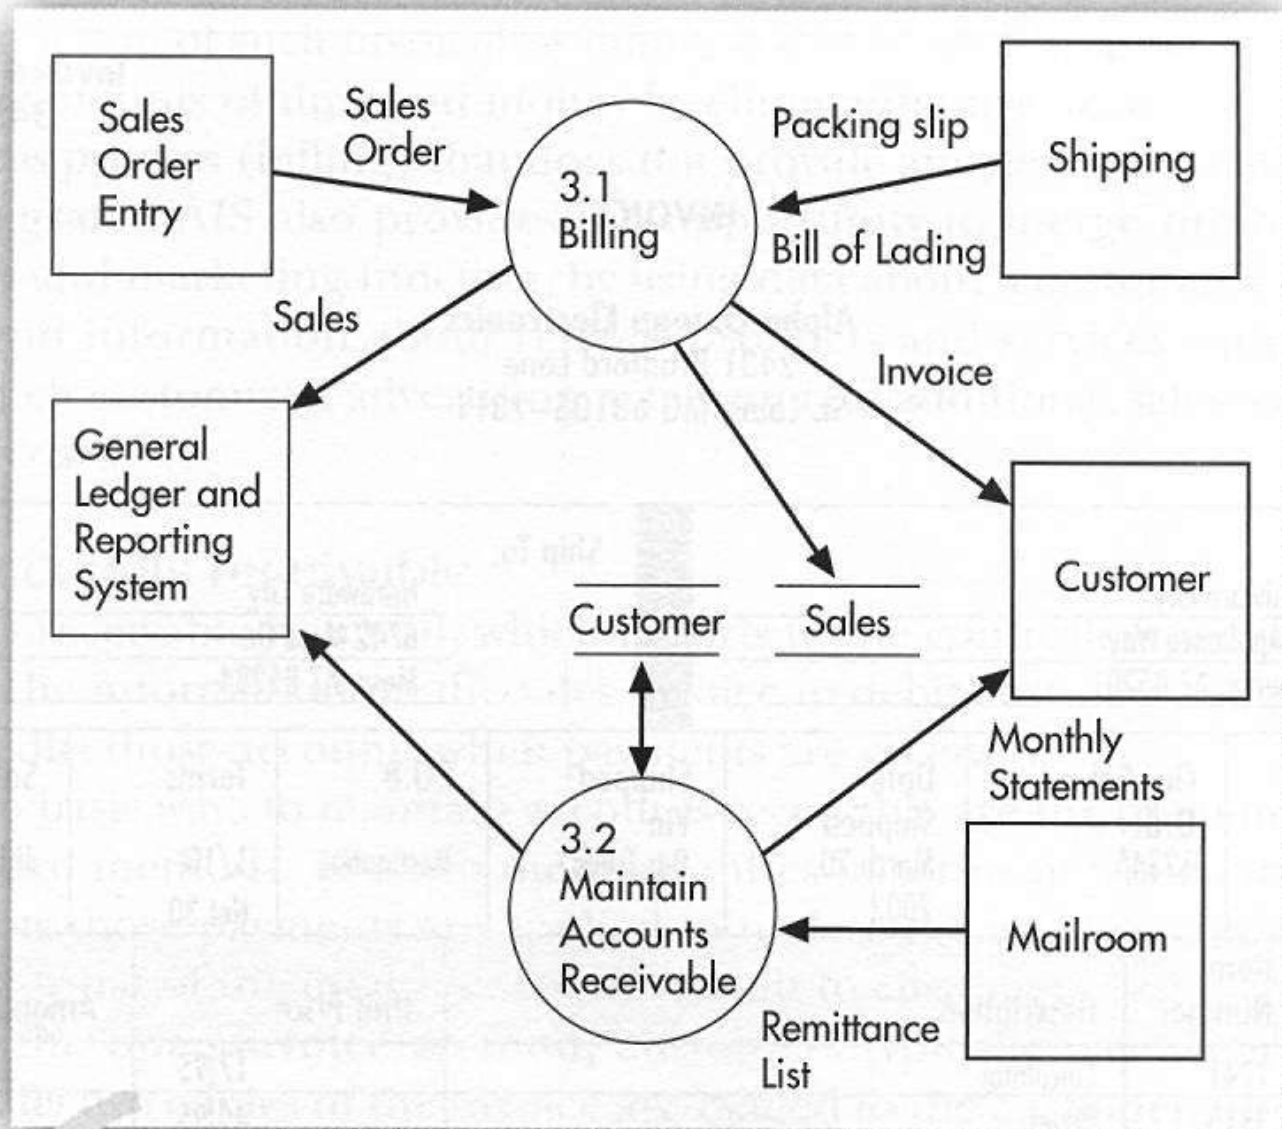 Sales
Order
Entry
Sales
Order
3.1
Billing
Packing slip
Bill of Lading
Shipping
Sales
Invoice
General
Ledger and
Reporting
System
Customer
Sales
Customer
Monthly
Statements
3.2
Maintain
Accounts
Receivable
Mailroom
Remittance
List